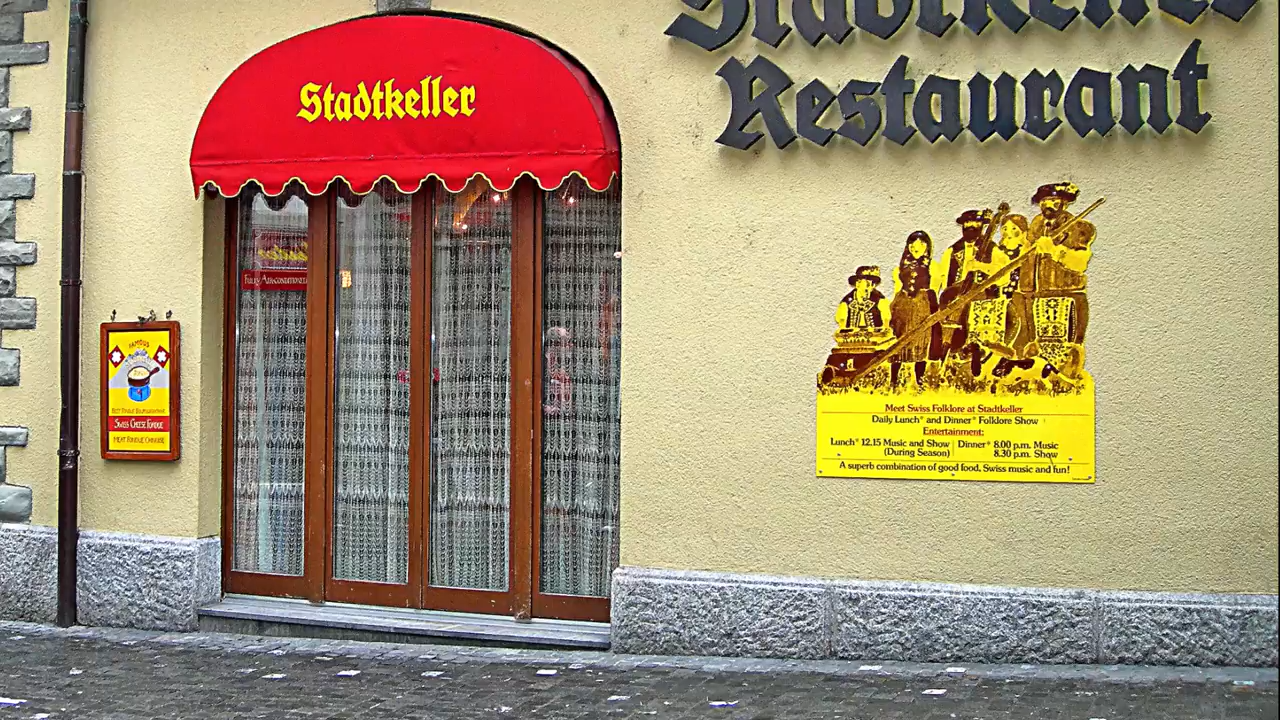 Stadtkeller
Restaurant
Stadtkeller
FULLY AIR-CONDITIONED
FAMOUS
SWISS CHEESE FONDUE
MEAT FONDUE CHINOISE
Meet Swiss Folklore at Stadtkeller
Daily Lunch* and Dinner* Folklore Show
Entertainment:
Lunch* 12.15 Music and Show
(During Season)
Dinner* 8.00 p.m. Music
8.30 p.m. Show
A superb combination of good food, Swiss music and fun!